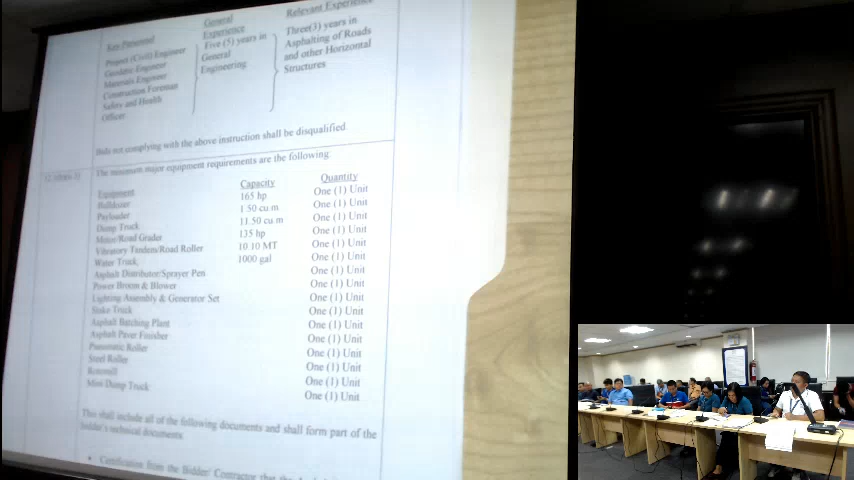 General
Experience
Relevant Experience
Key Personnel
Project (Civil) Engineer
Geodetic Engineer
Materials Engineer
Construction Foreman
Safety and Health
Officer
Five (5) years in
General
Engineering
Three(3) years in
Asphalting of Roads
and other Horizontal
Structures
Bids not complying with the above instruction shall be disqualified.
The minimum major equipment requirements are the following:
Equipment Capacity Quantity
Bulldozer 165 hp One (1) Unit
Payloader 1.50 cu.m One (1) Unit
Dump Truck 11.50 cu.m One (1) Unit
Motor/Road Grader 135 hp One (1) Unit
Vibratory Tandem/Road Roller 10.10 MT One (1) Unit
Water Truck 1000 gal One (1) Unit
Asphalt Distributor/Sprayer Pen One (1) Unit
Power Broom & Blower One (1) Unit
Lighting Assembly & Generator Set One (1) Unit
Stake Truck One (1) Unit
Asphalt Batching Plant One (1) Unit
Asphalt Paver Finisher One (1) Unit
Pneumatic Roller One (1) Unit
Steel Roller One (1) Unit
Rotomill One (1) Unit
Mini Dump Truck One (1) Unit
This shall include all of the following documents and shall form part of the
bidder's technical documents:
Certification from the Bidder/ Contractor that the